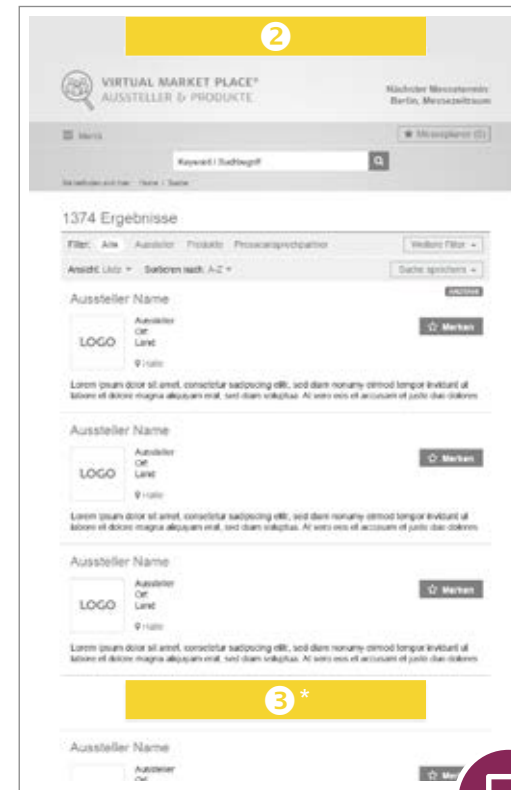 2
VIRTUAL MARKET PLACE®
AUSSTELLER & PRODUKTE
Nächster Messetermin:
Berlin, Messezeitraum
Menü
Messeplaner (0)
Keyword / Suchbegriff
Sie befinden sich hier: Home / Suche
1374 Ergebnisse
Filter: Alle Aussteller Produkte Presseansprechpartner Weitere Filter
Ansicht: Liste Sortieren nach: A-Z Suche speichern
ANZEIGE
Aussteller Name
LOGO
Aussteller
Ort
Land
Halle
Merken
Lorem ipsum dolor sit amet, consetetur sadipscing elitr, sed diam nonumy eirmod tempor invidunt ut
labore et dolore magna aliquyam erat, sed diam voluptua. At vero eos et accusam et justo duo dolores
Aussteller Name
LOGO
Aussteller
Ort
Land
Halle
Merken
Lorem ipsum dolor sit amet, consetetur sadipscing elitr, sed diam nonumy eirmod tempor invidunt ut
labore et dolore magna aliquyam erat, sed diam voluptua. At vero eos et accusam et justo duo dolores
Aussteller Name
LOGO
Aussteller
Ort
Land
Halle
Merken
Lorem ipsum dolor sit amet, consetetur sadipscing elitr, sed diam nonumy eirmod tempor invidunt ut
labore et dolore magna aliquyam erat, sed diam voluptua. At vero eos et accusam et justo duo dolores
3 *
Aussteller Name
Aussteller
Ort